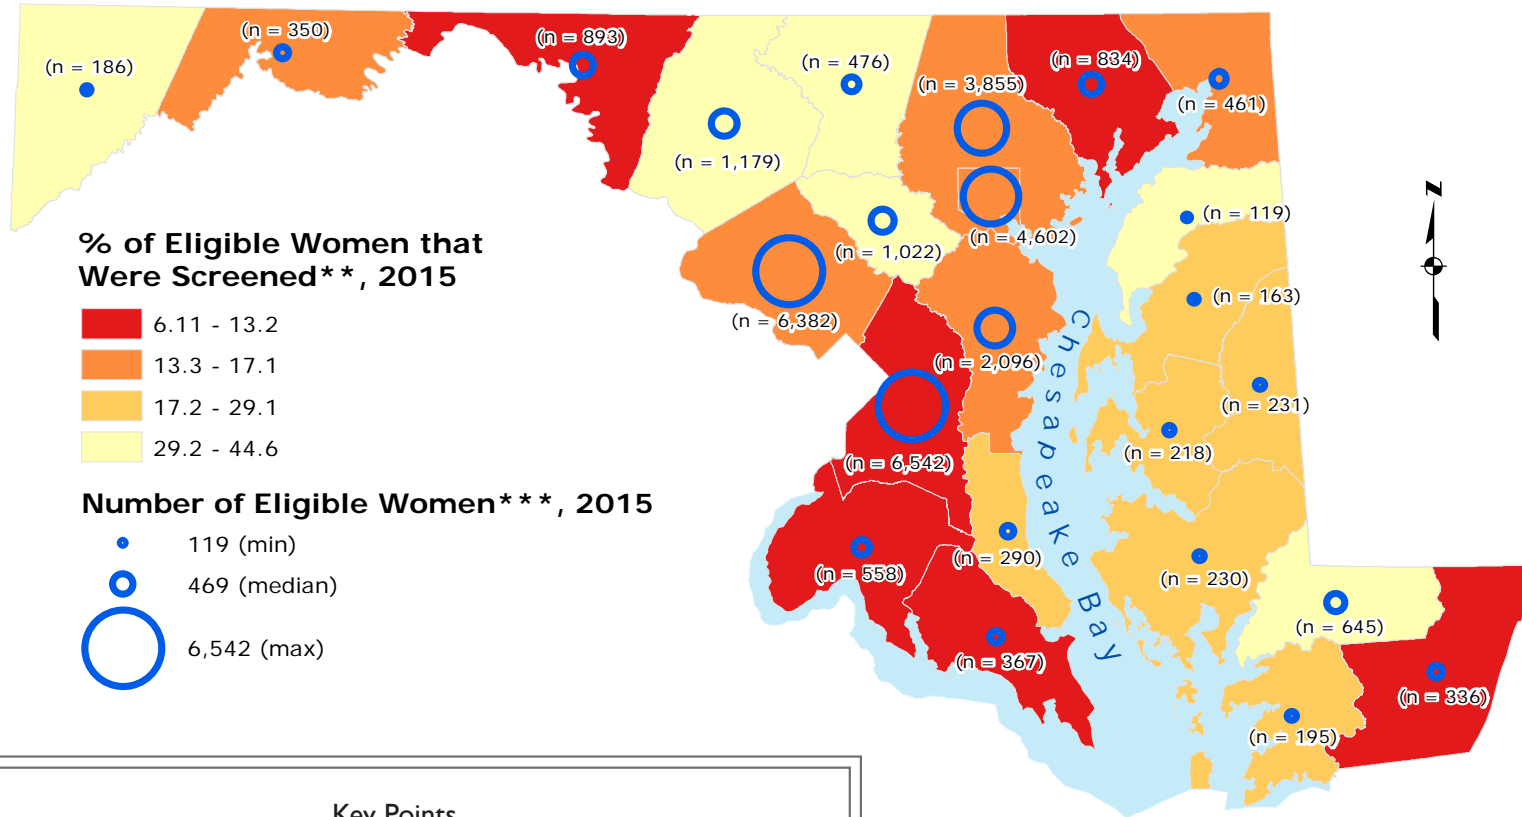 (n = 350)
(n = 893)
(n = 186)
(n = 476)
(n = 834)
(n = 3,855)
(n = 461)
(n = 1,179)
(n = 119)
(n = 4,602)
(n = 1,022)
(n = 163)
(n = 6,382)
(n = 2,096)
(n = 231)
(n = 218)
(n = 6,542)
(n = 290)
(n = 558)
(n = 230)
(n = 645)
(n = 367)
(n = 336)
(n = 195)
Chesapeake Bay
N
% of Eligible Women that
Were Screened**, 2015
6.11 - 13.2
13.3 - 17.1
17.2 - 29.1
29.2 - 44.6
Number of Eligible Women***, 2015
119 (min)
469 (median)
6,542 (max)
Key Points